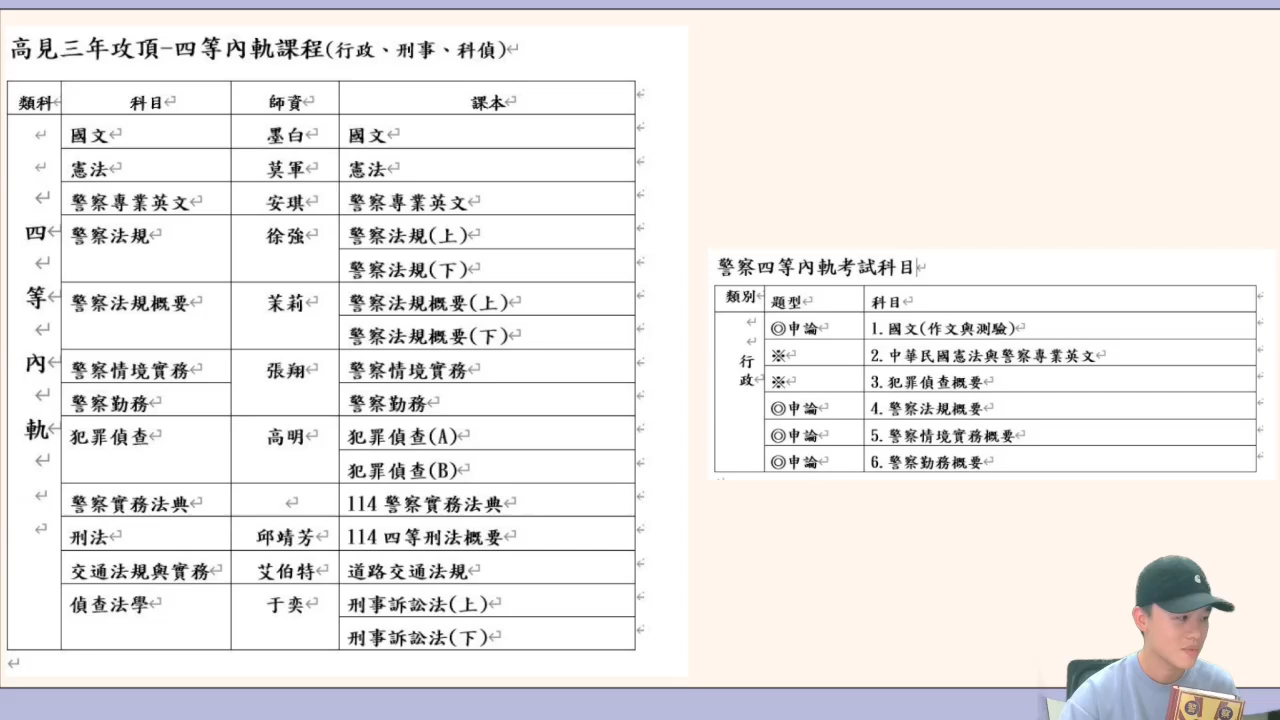 高見三年攻頂-四等內軌課程(行政、刑事、科偵)
類科 科目 師資 課本
四等內軌
國文 墨白 國文
憲法 莫軍 憲法
警察專業英文 安琪 警察專業英文
警察法規 徐強 警察法規(上)
警察法規(下)
警察法規概要 茉莉 警察法規概要(上)
警察法規概要(下)
警察情境實務 張翔 警察情境實務
警察勤務 警察勤務
犯罪偵查 高明 犯罪偵查(A)
犯罪偵查(B)
警察實務法典 114 警察實務法典
刑法 邱靖芳 114 四等刑法概要
交通法規與實務 艾伯特 道路交通法規
偵查法學 于奕 刑事訴訟法(上)
刑事訴訟法(下)
警察四等內軌考試科目
類別 題型 科目
行政
◎申論 1.國文(作文與測驗)
※ 2.中華民國憲法與警察專業英文
※ 3.犯罪偵查概要
◎申論 4.警察法規概要
◎申論 5.警察情境實務概要
◎申論 6.警察勤務概要